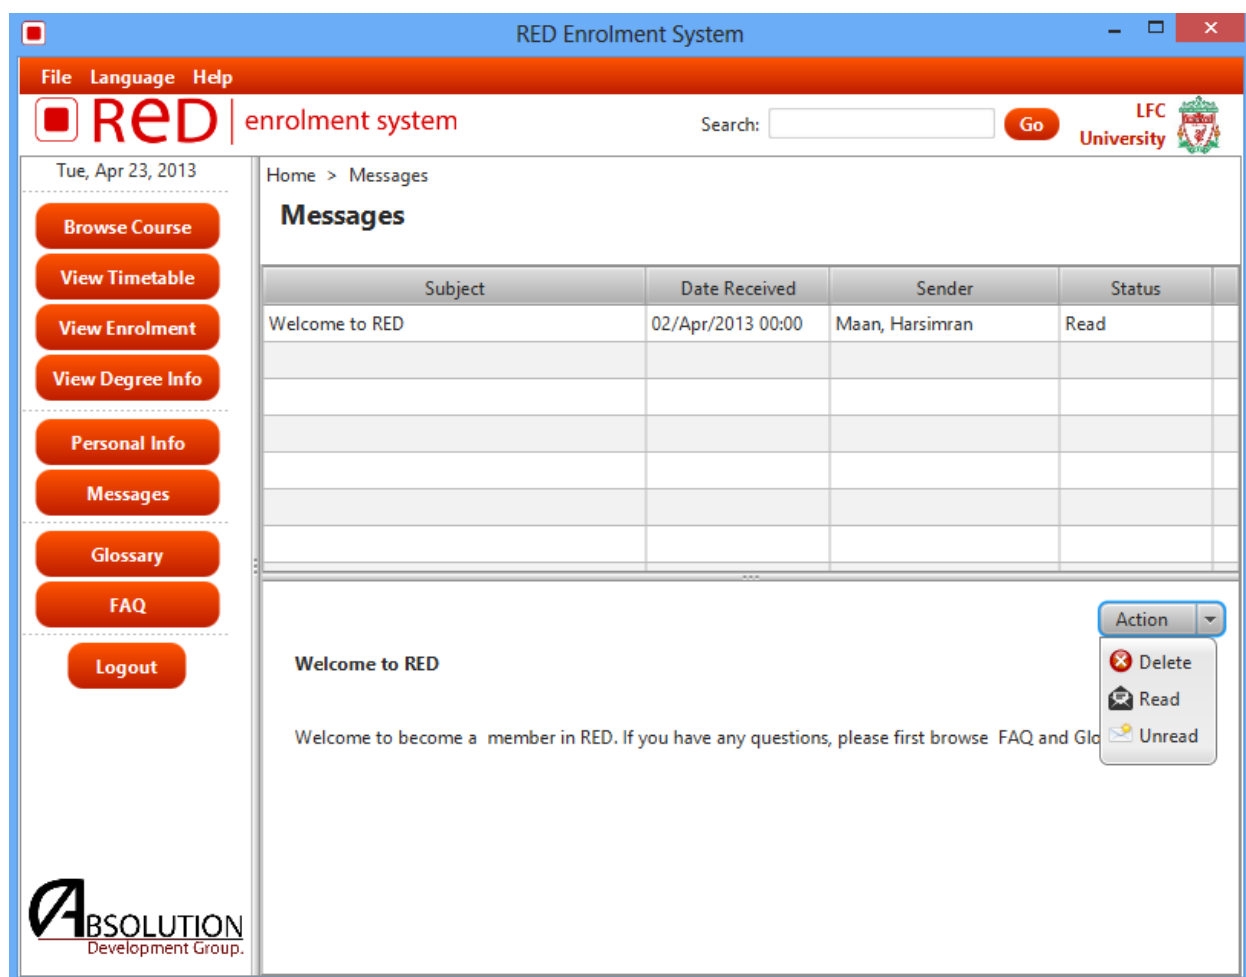 RED Enrolment System
File Language Help
ReD enrolment system
Search:
Go
LFC
University
Tue, Apr 23, 2013
Browse Course
View Timetable
View Enrolment
View Degree Info
Personal Info
Messages
Glossary
FAQ
Logout
ABSOLUTION
Development Group.
Home > Messages
Messages
Subject Date Received Sender Status
Welcome to RED 02/Apr/2013 00:00 Maan, Harsimran Read
Action
Delete
Read
Unread
Welcome to RED
Welcome to become a member in RED. If you have any questions, please first browse FAQ and Glo